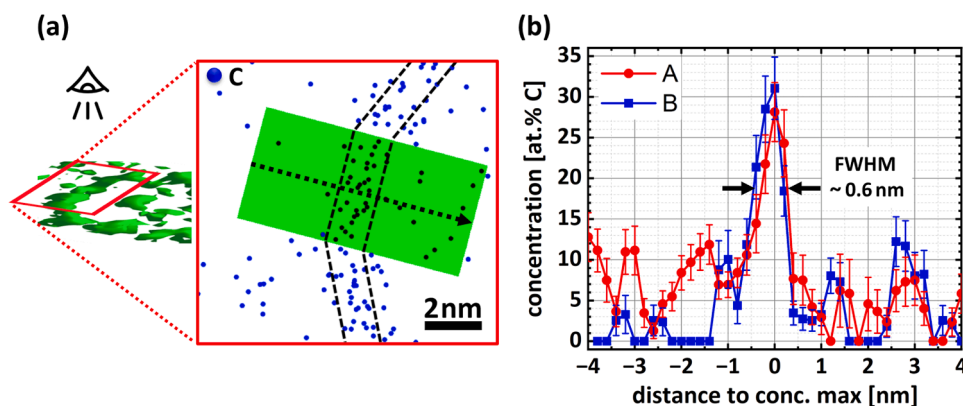 (a)
C
2nm
(b)
concentration [at.% C]
35
30
25
20
15
10
5
0
A
B
FWHM
~ 0.6 nm
−4 −3 −2 −1 0 1 2 3 4
distance to conc. max [nm]